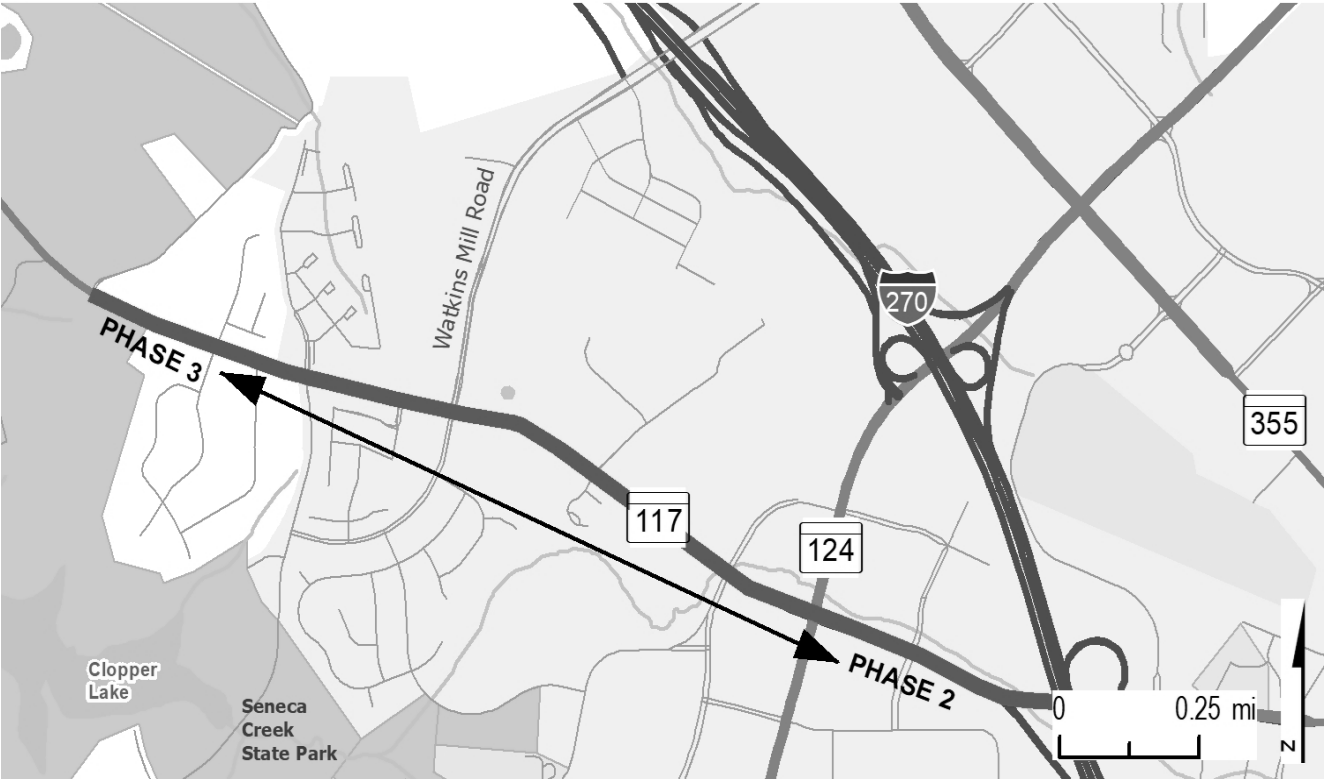 Watkins Mill Road
270
PHASE 3
355
117
124
PHASE 2
Clopper
Lake
Seneca
Creek
State Park
0 0.25 mi
N